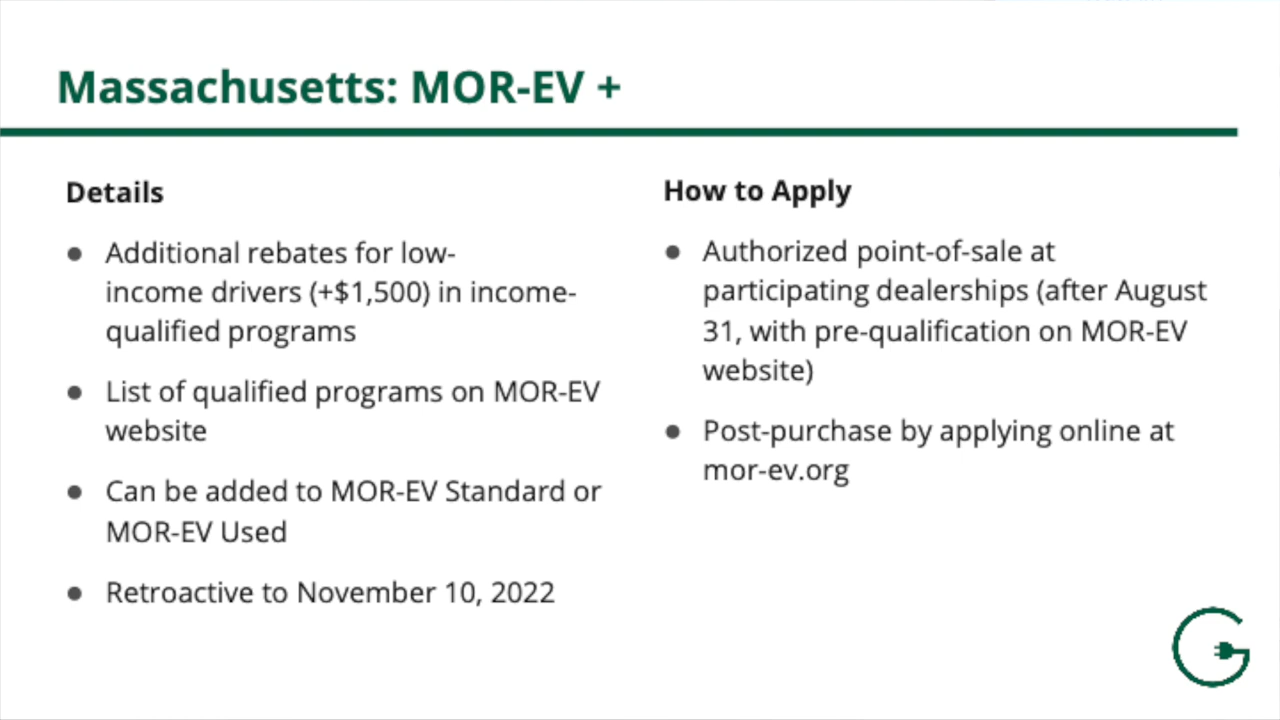 Massachusetts: MOR-EV +
Details
● Additional rebates for low-
income drivers (+$1,500) in income-
qualified programs
● List of qualified programs on MOR-EV
website
● Can be added to MOR-EV Standard or
MOR-EV Used
● Retroactive to November 10, 2022
How to Apply
● Authorized point-of-sale at
participating dealerships (after August
31, with pre-qualification on MOR-EV
website)
● Post-purchase by applying online at
mor-ev.org